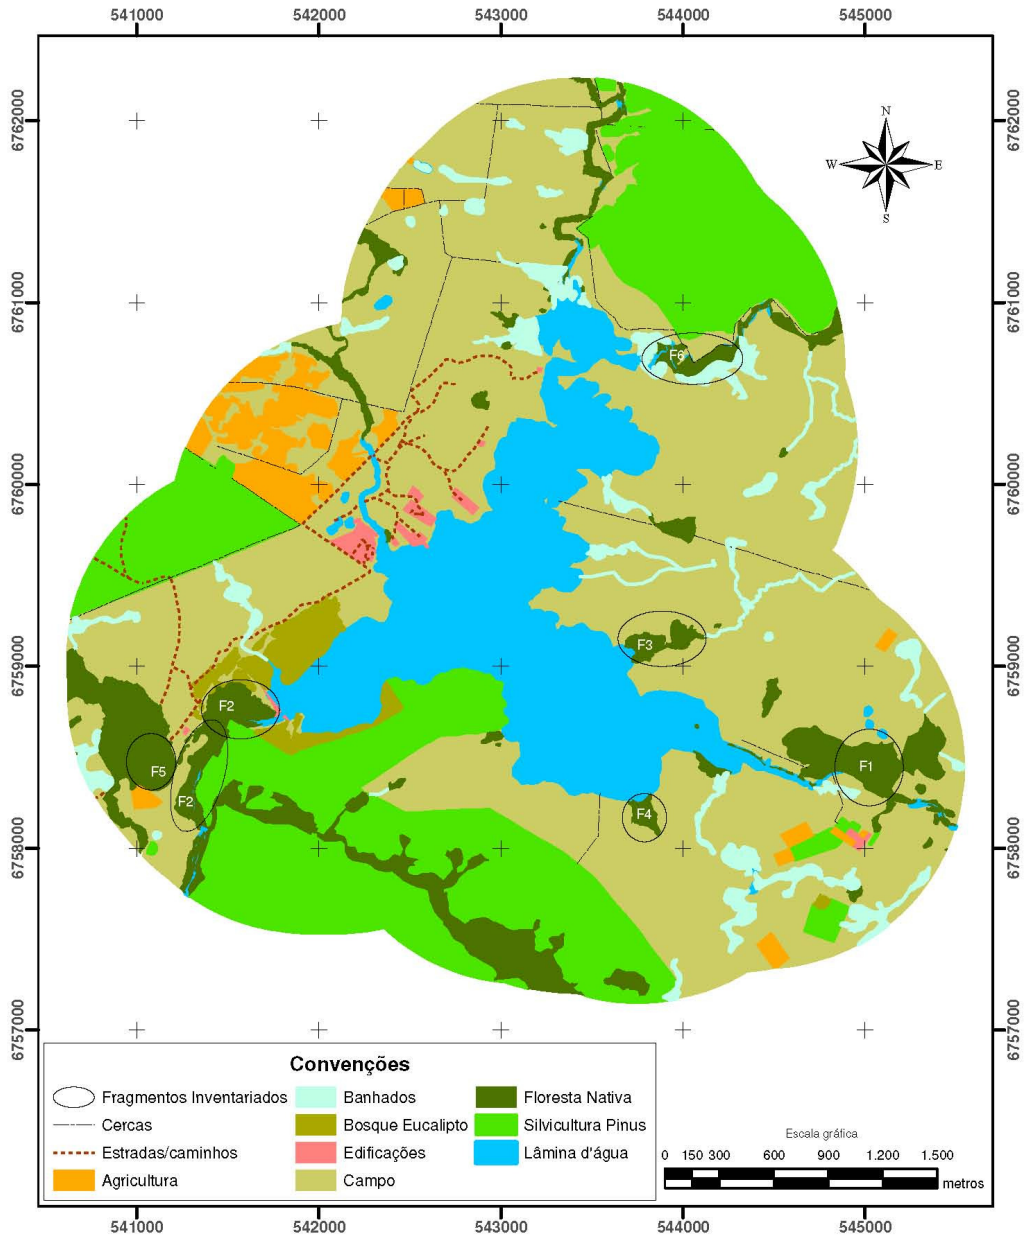 541000 542000 543000 544000 545000
6762000 6762000
N
W E
S
6761000 6761000
F6
6760000 6760000
F3
6759000 6759000
F2
F5
F1
F2
F4
6758000 6758000
6757000 6757000
Convenções
Fragmentos Inventariados Banhados Floresta Nativa
Cercas Bosque Eucalipto Silvicultura Pinus
Estradas/caminhos Edificações Lâmina d'água
Agricultura Campo
Escala gráfica
0 150 300 600 900 1.200 1.500
metros
541000 542000 543000 544000 545000